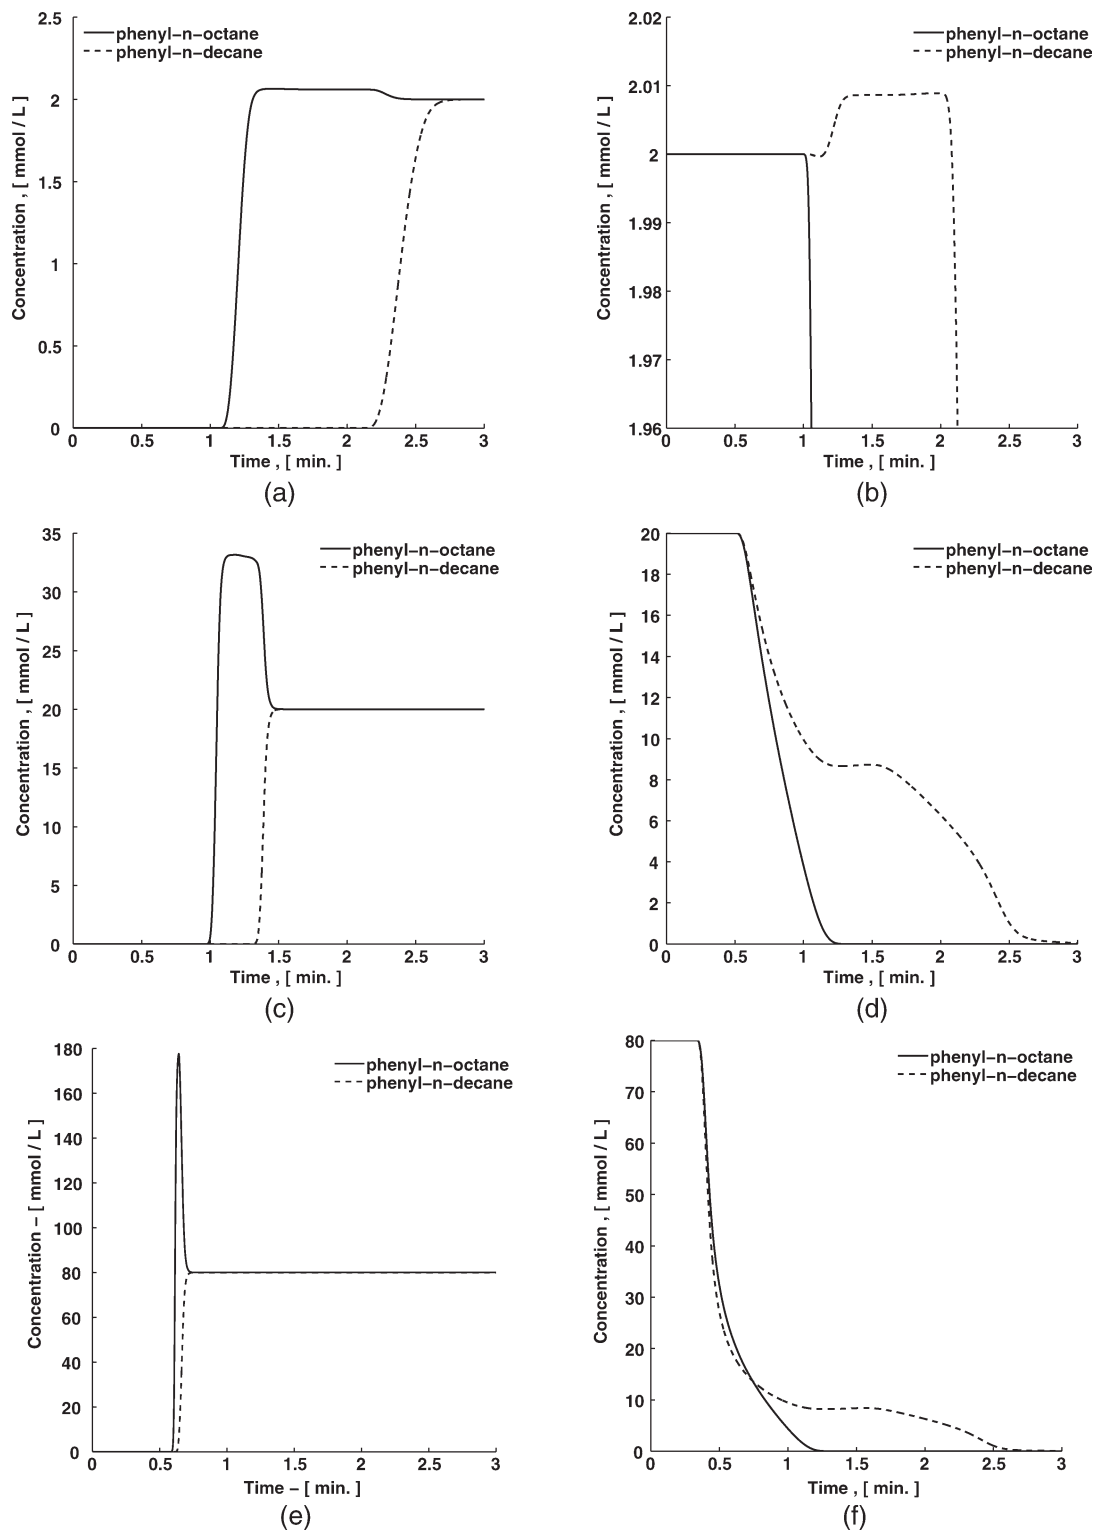 2.5
2
1.5
1
0.5
0
Concentration , [ mmol / L ]
phenyl-n-octane
phenyl-n-decane
0 0.5 1 1.5 2 2.5 3
Time , [ min. ]
(a)
2.02
2.01
2
1.99
1.98
1.97
1.96
Concentration , [ mmol / L ]
phenyl-n-octane
phenyl-n-decane
0 0.5 1 1.5 2 2.5 3
Time , [ min. ]
(b)
35
30
25
20
15
10
5
0
Concentration , [ mmol / L ]
phenyl-n-octane
phenyl-n-decane
0 0.5 1 1.5 2 2.5 3
Time , [ min. ]
(c)
20
18
16
14
12
10
8
6
4
2
0
Concentration , [ mmol / L ]
phenyl-n-octane
phenyl-n-decane
0 0.5 1 1.5 2 2.5 3
Time , [ min. ]
(d)
180
160
140
120
100
80
60
40
20
0
Concentration – [ mmol / L ]
phenyl-n-octane
phenyl-n-decane
0 0.5 1 1.5 2 2.5 3
Time – [ min. ]
(e)
80
70
60
50
40
30
20
10
0
Concentration , [ mmol / L ]
phenyl-n-octane
phenyl-n-decane
0 0.5 1 1.5 2 2.5 3
Time , [ min. ]
(f)